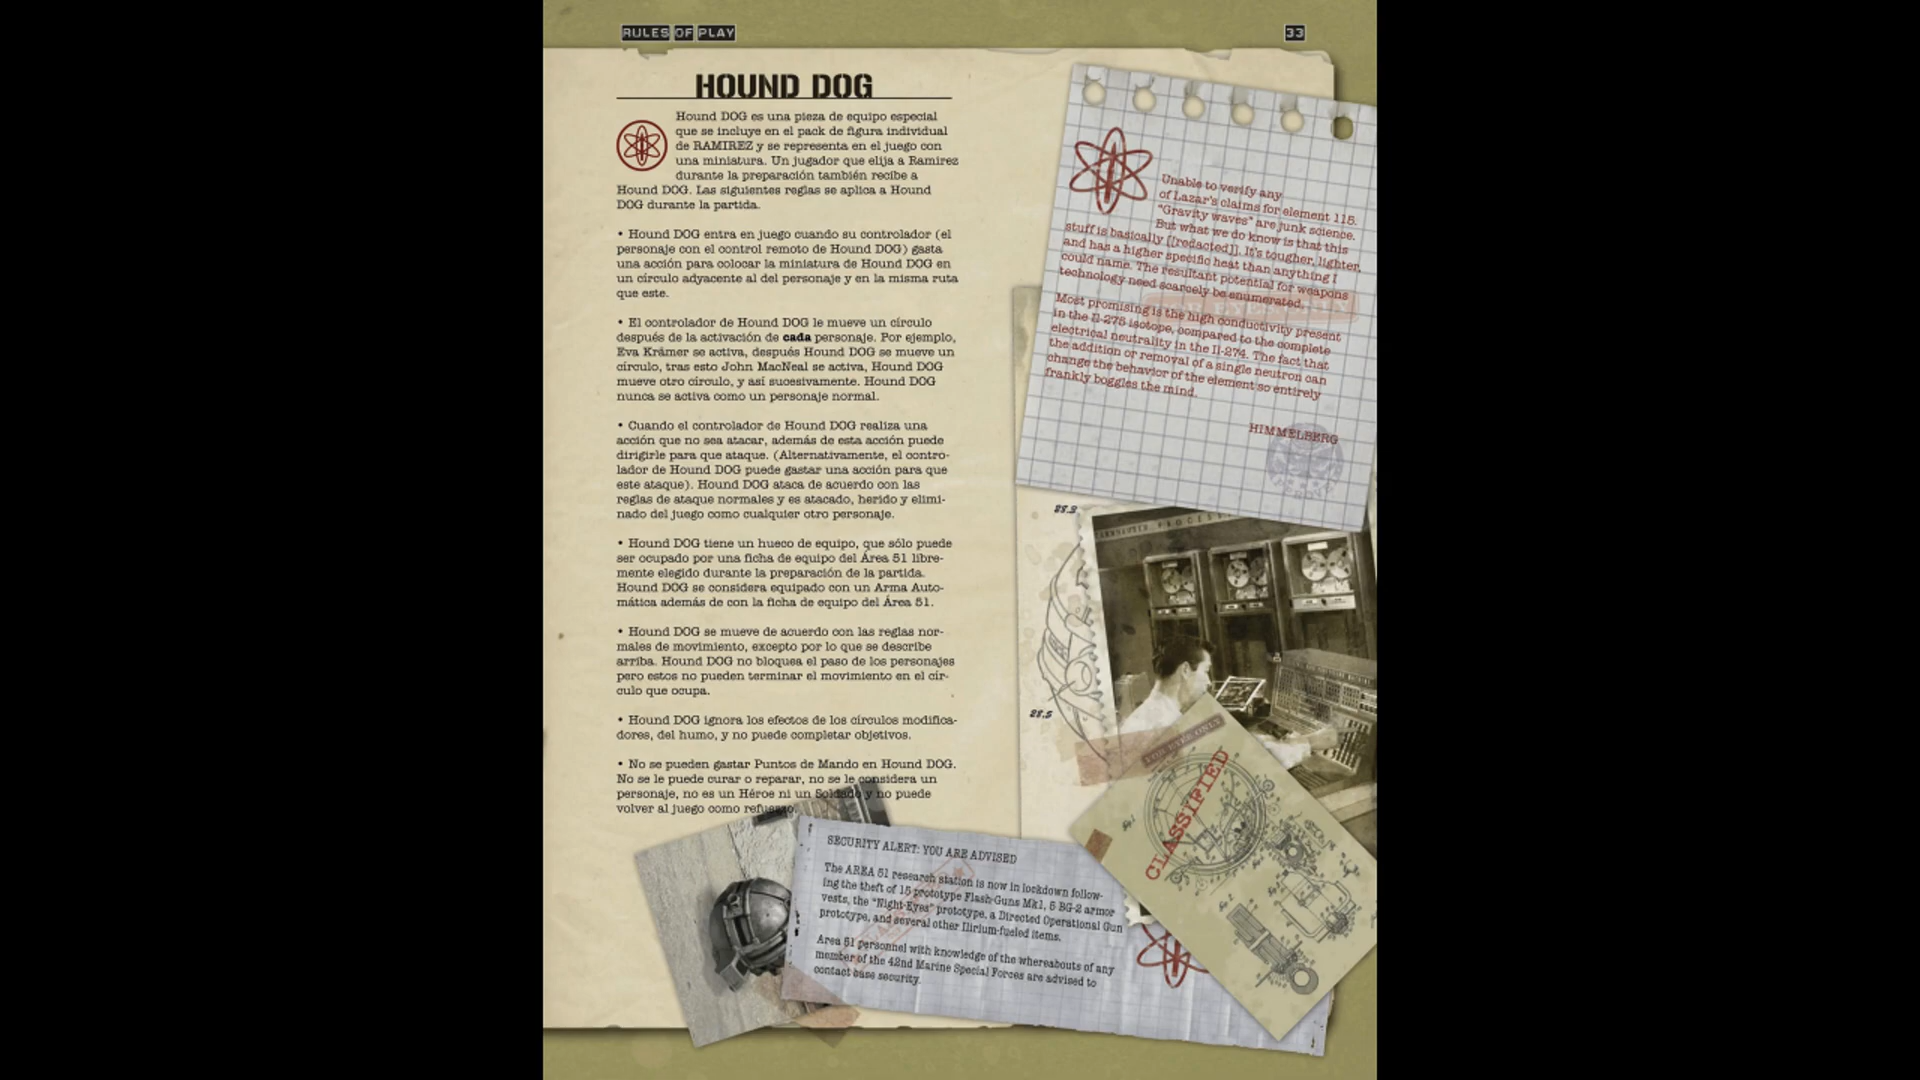 RULES OF PLAY
33
HOUND DOG
Hound DOG es una pieza de equipo especial
que se incluye en el pack de figura individual
de RAMIREZ y se representa en el juego con
una miniatura. Un jugador que elija a Ramirez
durante la preparación también recibe a
Hound DOG. Las siguientes reglas se aplica a Hound
DOG durante la partida.
• Hound DOG entra en juego cuando su controlador (el
personaje con el control remoto de Hound DOG) gasta
una acción para colocar la miniatura de Hound DOG en
un círculo adyacente al del personaje y en la misma ruta
que este.
• El controlador de Hound DOG le mueve un círculo
después de la activación de cada personaje. Por ejemplo,
Eva Krämer se activa, después Hound DOG se mueve un
círculo, tras esto John MacNeal se activa, Hound DOG
mueve otro círculo, y así sucesivamente. Hound DOG
nunca se activa como un personaje normal.
• Cuando el controlador de Hound DOG realiza una
acción que no sea atacar, además de esta acción puede
dirigirle para que ataque. (Alternativamente, el contro-
lador de Hound DOG puede gastar una acción para que
este ataque). Hound DOG ataca de acuerdo con las
reglas de ataque normales y es atacado, herido y elimi-
nado del juego como cualquier otro personaje.
• Hound DOG tiene un hueco de equipo, que sólo puede
ser ocupado por una ficha de equipo del Área 51 libre-
mente elegido durante la preparación de la partida.
Hound DOG se considera equipado con un Arma Auto-
mática además de con la ficha de equipo del Área 51.
• Hound DOG se mueve de acuerdo con las reglas nor-
males de movimiento, excepto por lo que se describe
arriba. Hound DOG no bloquea el paso de los personajes
pero estos no pueden terminar el movimiento en el cír-
culo que ocupa.
• Hound DOG ignora los efectos de los círculos modifica-
dores, del humo, y no puede completar objetivos.
• No se pueden gastar Puntos de Mando en Hound DOG.
No se le puede curar o reparar, no se le considera un
personaje, no es un Héroe ni un Soldado y no puede
volver al juego como refuerzo.
Unable to verify any
of Lazar's claims for element 115.
"Gravity waves" are junk science.
But what we do know is that this
stuff is basically [[redacted]]. It's tougher, lighter,
and has a higher specific heat than anything I
could name. The resultant potential for weapons
technology need scarcely be enumerated.
Most promising is the high conductivity present
in the Il-275 isotope, compared to the complete
electrical neutrality in the Il-274. The fact that
the addition or removal of a single neutron can
change the behavior of the element so entirely
frankly boggles the mind.
HIMMELBERG
28.3
28.5
FOR EYES ONLY
CLASSIFIED
SECURITY ALERT: YOU ARE ADVISED
The AREA 51 research station is now in lockdown follow-
ing the theft of 15 prototype Flash-Guns Mk1, 5 BG-2 armor
vests, the "Night-Eyes" prototype, a Directed Operational Gun
prototype, and several other Ilirium-fueled items.
Area 51 personnel with knowledge of the whereabouts of any
member of the 42nd Marine Special Forces are advised to
contact base security.